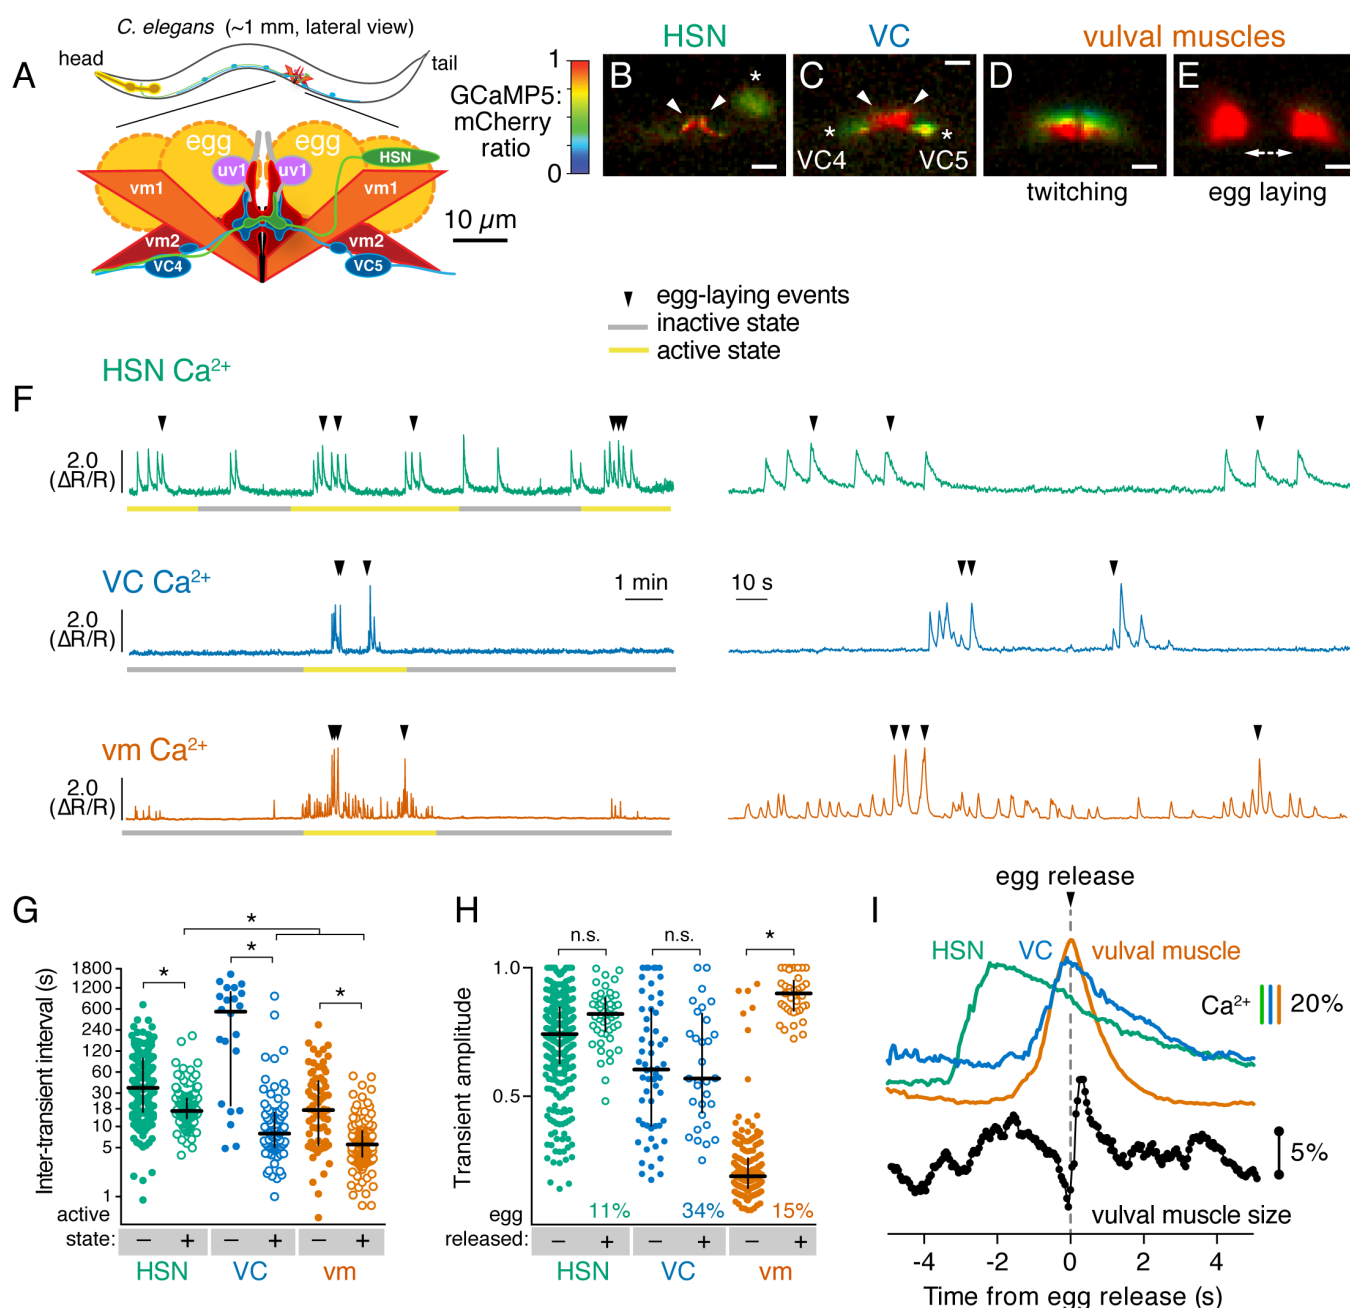 A
C. elegans (~1 mm, lateral view)
head
tail
egg
egg
HSN
uv1
uv1
vm1
vm1
vm2
vm2
VC4
VC5
10 µm
1
GCaMP5:
mCherry
ratio
0
HSN
VC
vulval muscles
B
*
C
*
*
VC4
VC5
D
E
twitching
egg laying
egg-laying events
inactive state
active state
F
HSN Ca2+
2.0
(ΔR/R)
VC Ca2+
1 min
10 s
2.0
(ΔR/R)
vm Ca2+
2.0
(ΔR/R)
G
*
*
*
*
Inter-transient interval (s)
1800
1200
600
240
120
60
30
18
10
5
1
active
state:
− + − + − +
HSN VC vm
H
n.s. n.s. *
Transient amplitude
1.0
0.5
11% 34% 15%
egg
released:
− + − + − +
HSN VC vm
I
egg release
HSN VC vulval muscle
Ca2+ 20%
5%
vulval muscle size
-4 -2 0 2 4
Time from egg release (s)